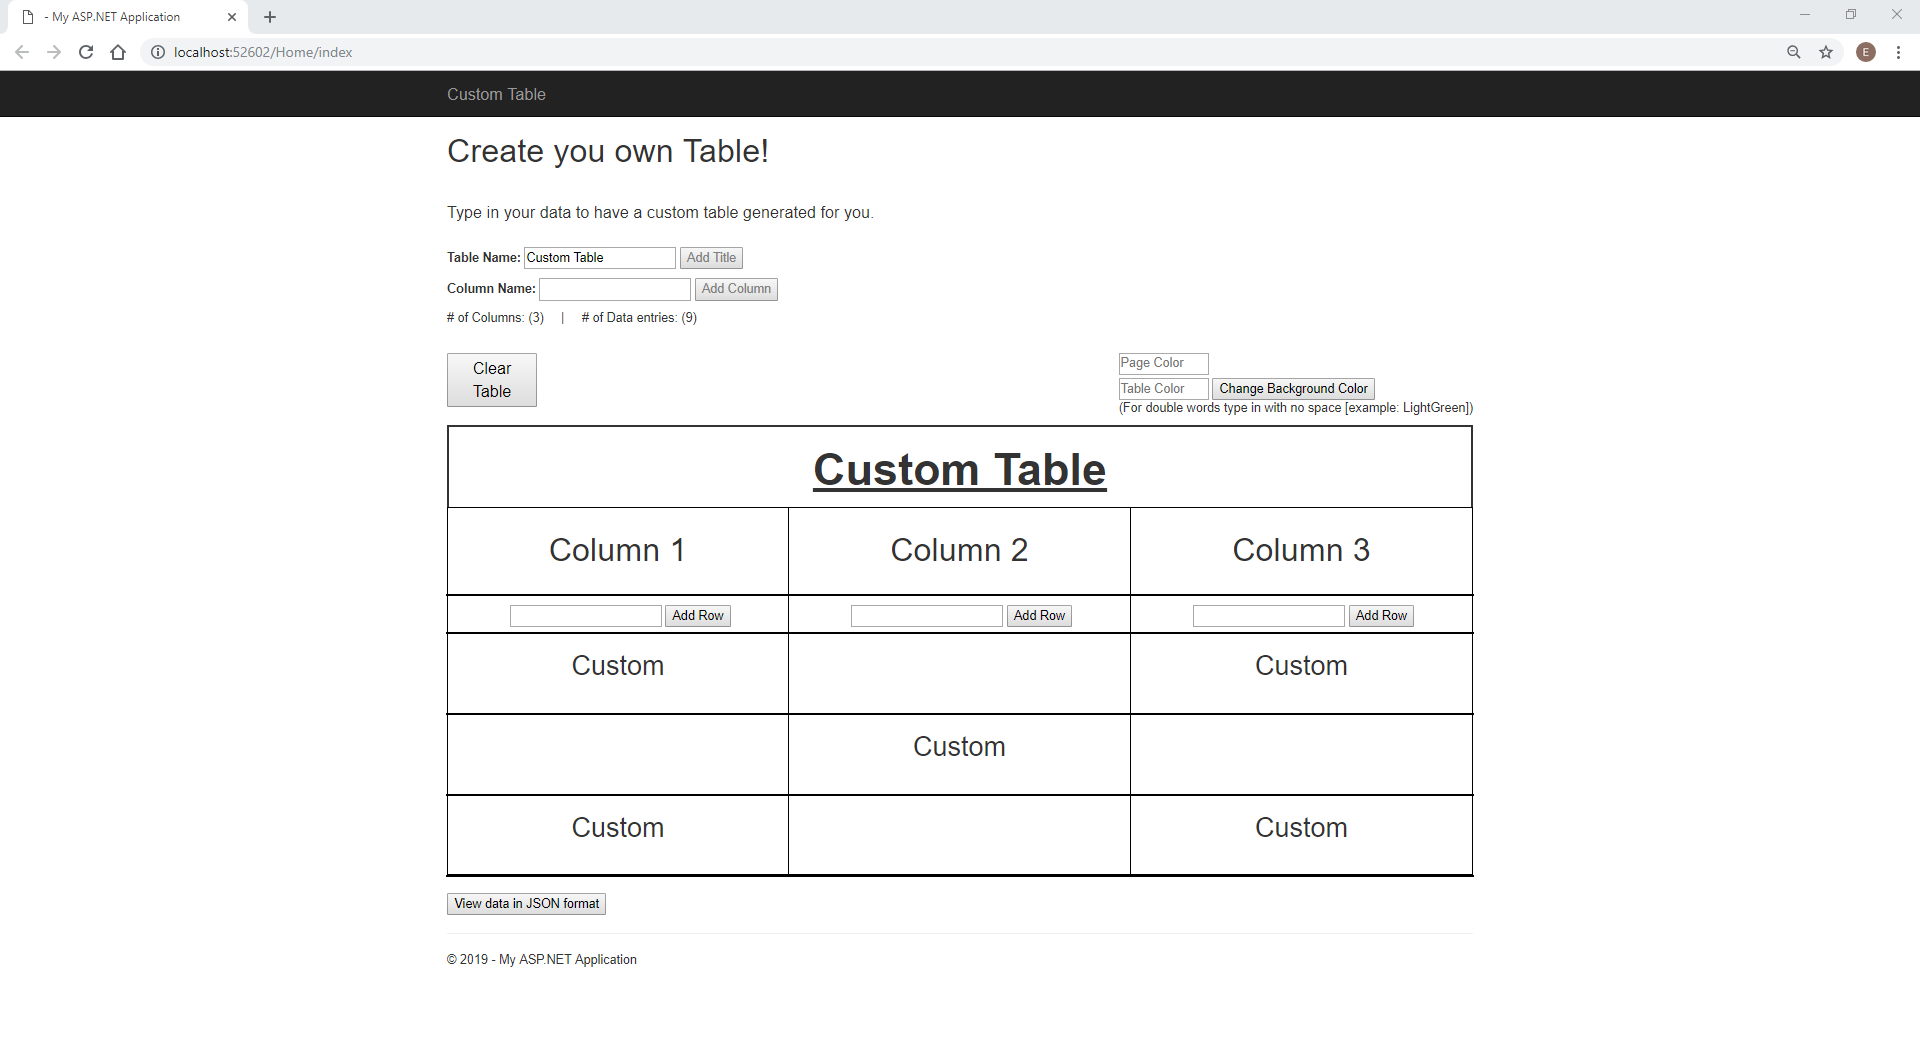 - My ASP.NET Application
localhost:52602/Home/index
E
Custom Table
Create you own Table!
Type in your data to have a custom table generated for you.
Table Name: Custom Table Add Title
Column Name: Add Column
# of Columns: (3) | # of Data entries: (9)
Clear
Table
Page Color
Table Color Change Background Color
(For double words type in with no space [example: LightGreen])
Custom Table
Column 1 Column 2 Column 3
Add Row Add Row Add Row
Custom Custom
Custom
Custom Custom
View data in JSON format
© 2019 - My ASP.NET Application